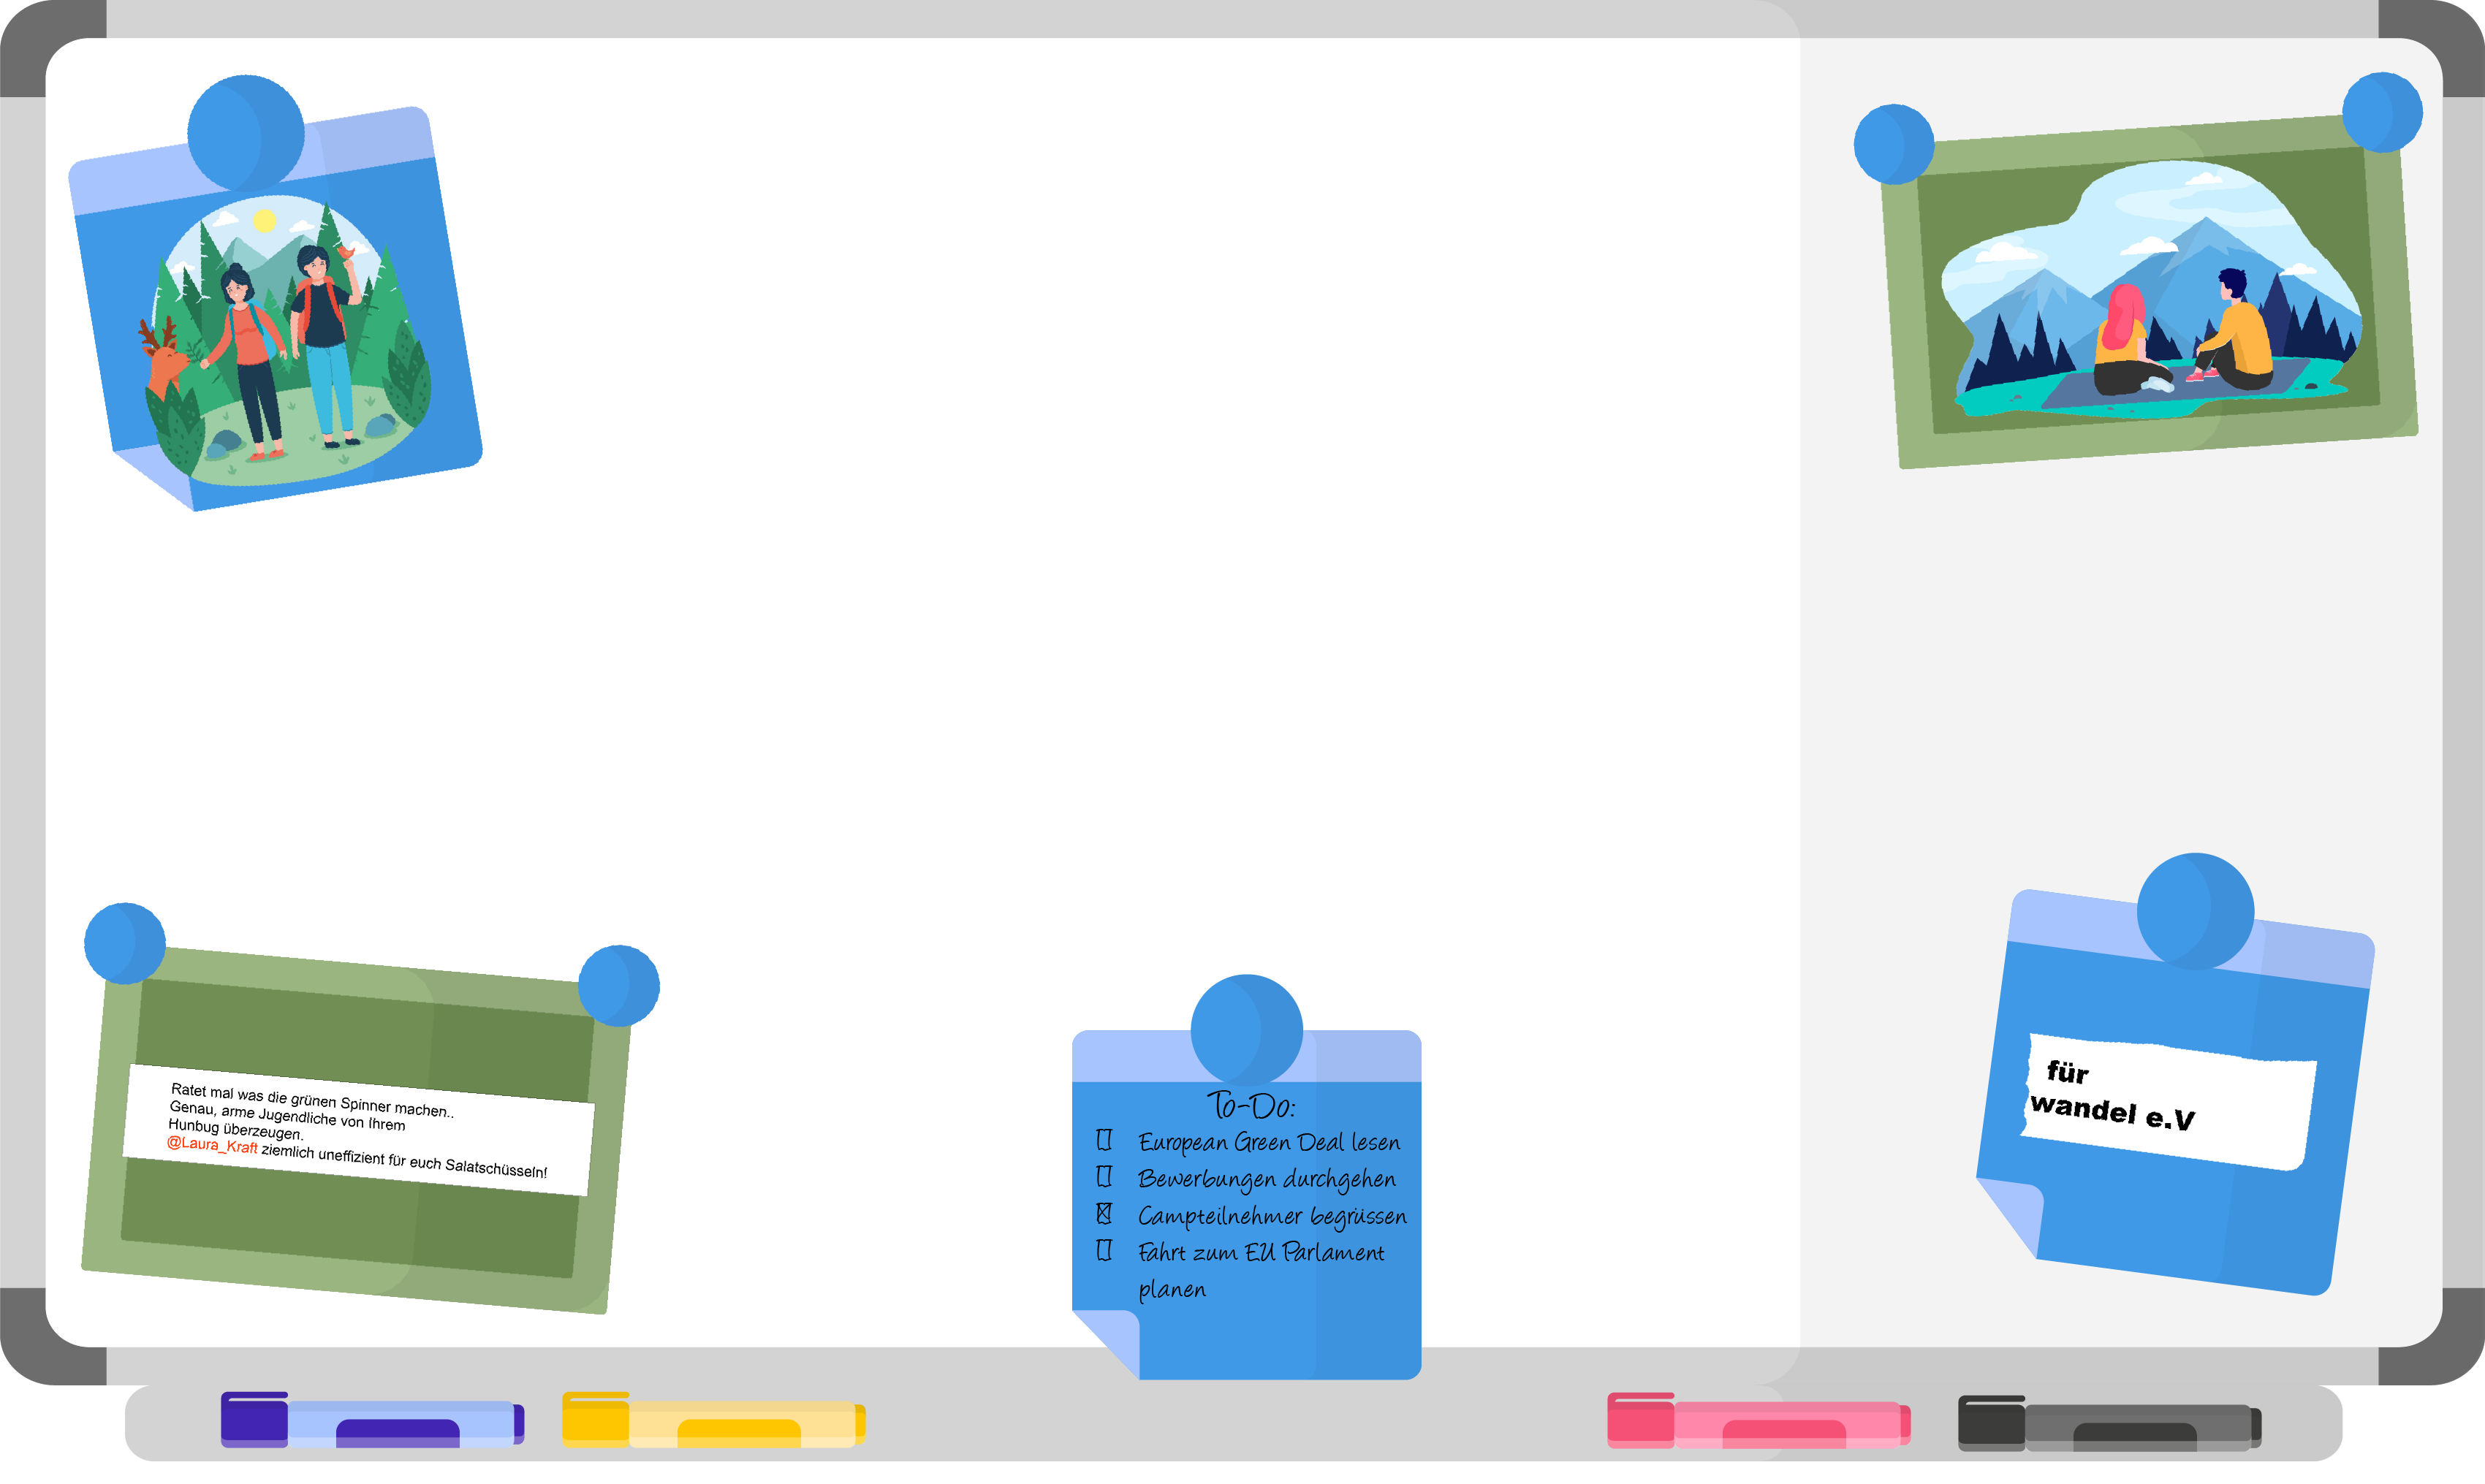 Ratet mal was die grünen Spinner machen..
Genau, arme Jugendliche von Ihrem
Hunbug überzeugen.
@Laura_Kraft ziemlich uneffizient für euch Salatschüsseln!
To-Do:
☐ European Green Deal lesen
☐ Bewerbungen durchgehen
☒ Campteilnehmer begrüssen
☐ Fahrt zum EU Parlament
planen
für
wandel e.V